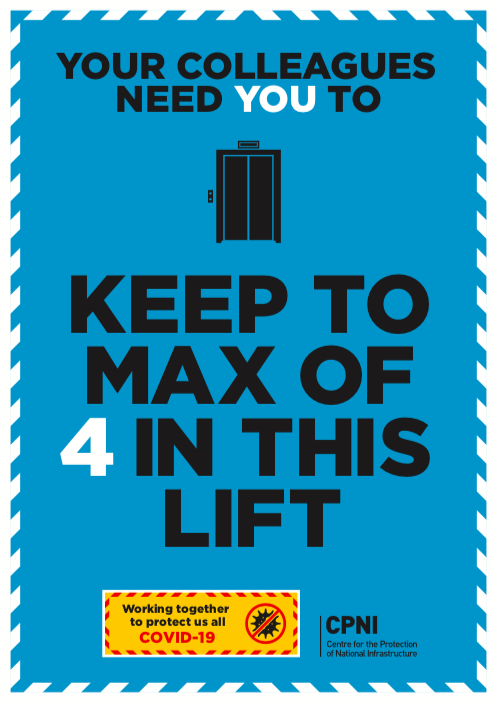 YOUR COLLEAGUES
NEED YOU TO
KEEP TO
MAX OF
4 IN THIS
LIFT
Working together
to protect us all
COVID-19
CPNI
Centre for the Protection
of National Infrastructure